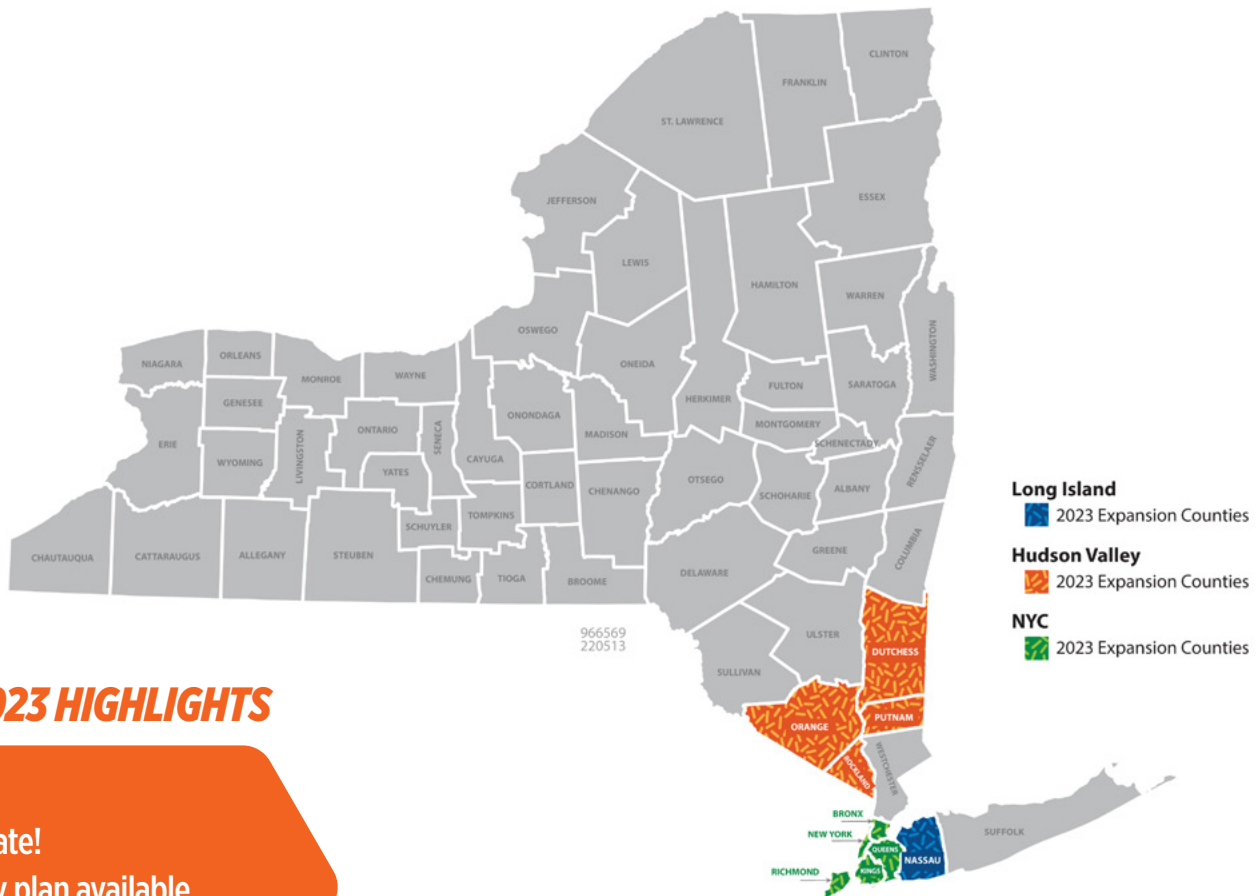 CLINTON
FRANKLIN
ST. LAWRENCE
ESSEX
JEFFERSON
LEWIS
HAMILTON
WARREN
WASHINGTON
OSWEGO
ONEIDA
HERKIMER
FULTON
SARATOGA
NIAGARA
ORLEANS
MONROE
WAYNE
GENESEE
ONONDAGA
MADISON
MONTGOMERY
SCHENECTADY
ERIE
WYOMING
LIVINGSTON
ONTARIO
YATES
SENECA
CAYUGA
CORTLAND
CHENANGO
OTSEGO
SCHOHARIE
ALBANY
RENSSELAER
SCHUYLER
TOMPKINS
CHAUTAUQUA
CATTARAUGUS
ALLEGANY
STEUBEN
CHEMUNG
TIOGA
BROOME
DELAWARE
GREENE
COLUMBIA
ULSTER
SULLIVAN
DUTCHESS
PUTNAM
ORANGE
ROCKLAND
WESTCHESTER
BRONX
NEW YORK
QUEENS
KINGS
RICHMOND
NASSAU
SUFFOLK
966569
220513
Long Island
2023 Expansion Counties
Hudson Valley
2023 Expansion Counties
NYC
2023 Expansion Counties
023 HIGHLIGHTS
ate!
plan available